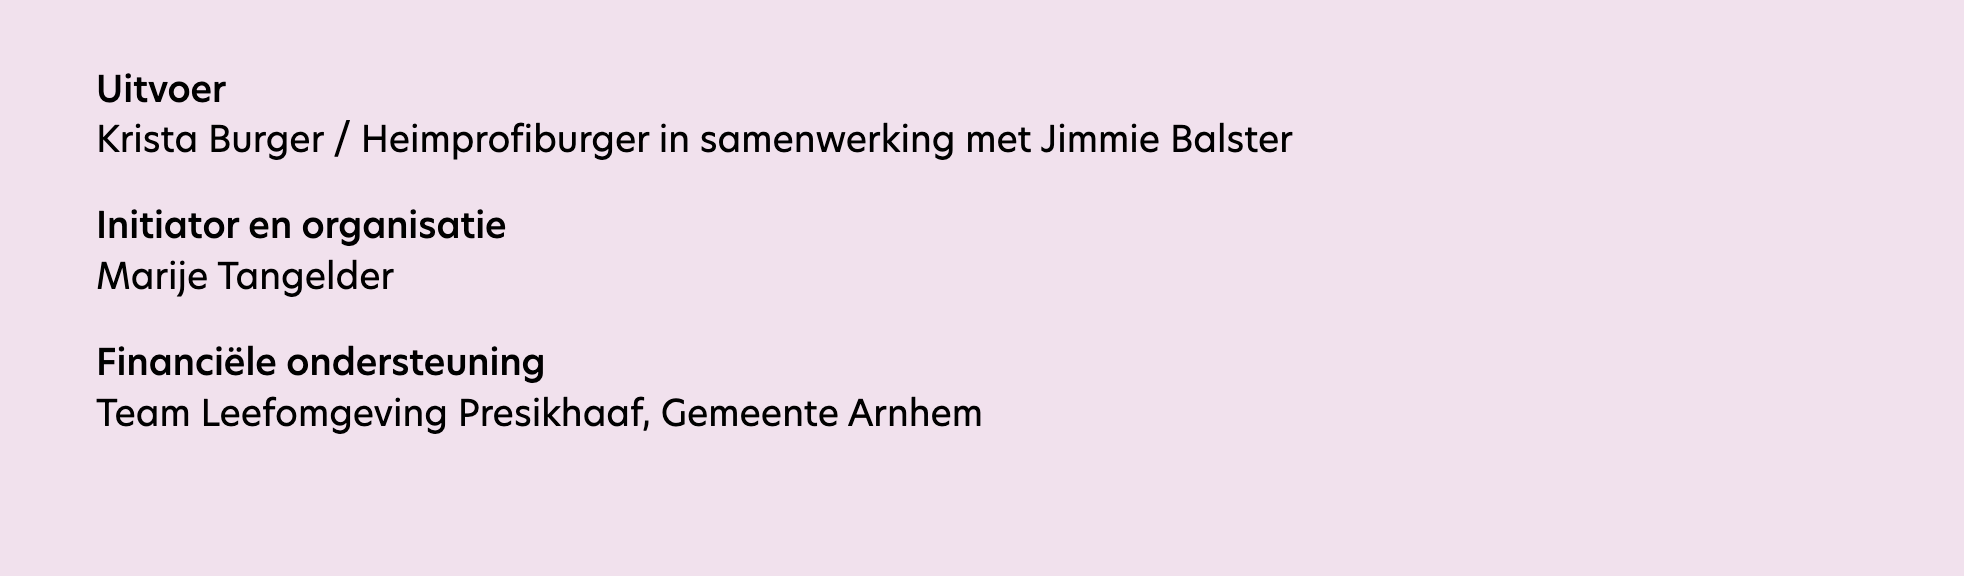 Uitvoer
Krista Burger / Heimprofiburger in samenwerking met Jimmie Balster
Initiator en organisatie
Marije Tangelder
Financiële ondersteuning
Team Leefomgeving Presikhaaf, Gemeente Arnhem